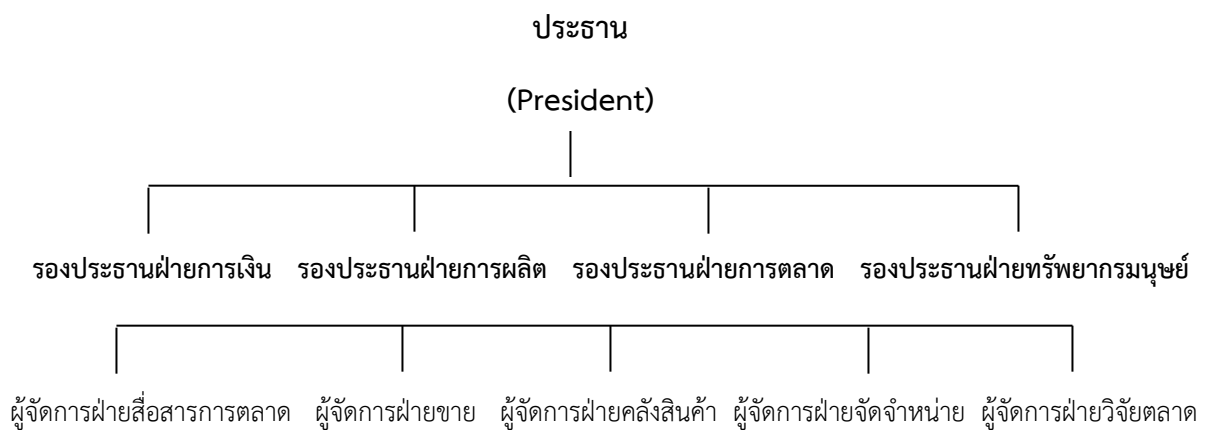 ประธาน
(President)
รองประธานฝ่ายการเงิน รองประธานฝ่ายการผลิต รองประธานฝ่ายการตลาด รองประธานฝ่ายทรัพยากรมนุษย์
ผู้จัดการฝ่ายสื่อสารการตลาด ผู้จัดการฝ่ายขาย ผู้จัดการฝ่ายคลังสินค้า ผู้จัดการฝ่ายจัดจำหน่าย ผู้จัดการฝ่ายวิจัยตลาด